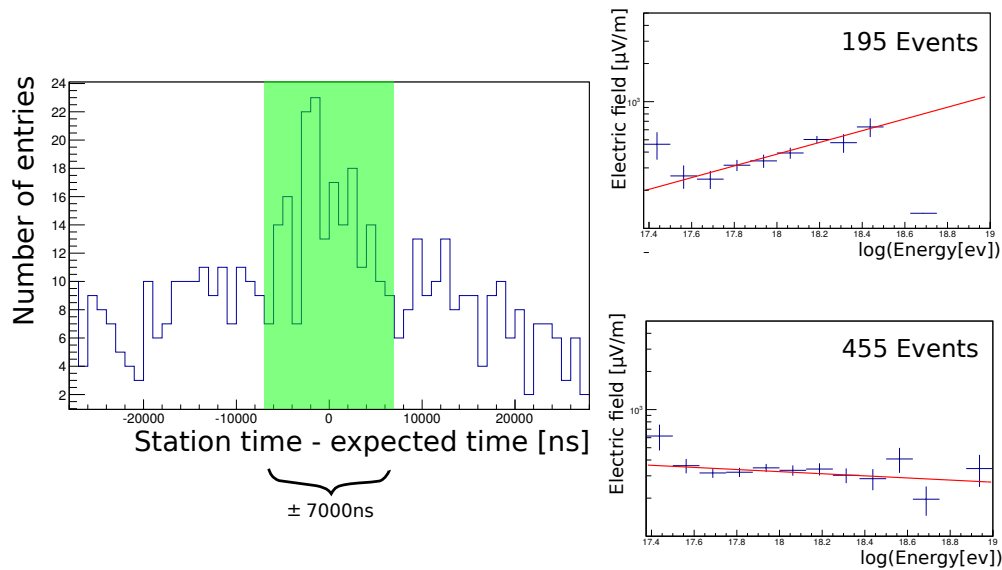 Number of entries
24
22
20
18
16
14
12
10
8
6
4
2
-20000 -10000 0 10000 20000
Station time - expected time [ns]
± 7000ns
195 Events
Electric field [µV/m]
10³
17.4 17.6 17.8 18 18.2 18.4 18.6 18.8 19
log(Energy[ev])
455 Events
Electric field [µV/m]
10³
17.4 17.6 17.8 18 18.2 18.4 18.6 18.8 19
log(Energy[ev])